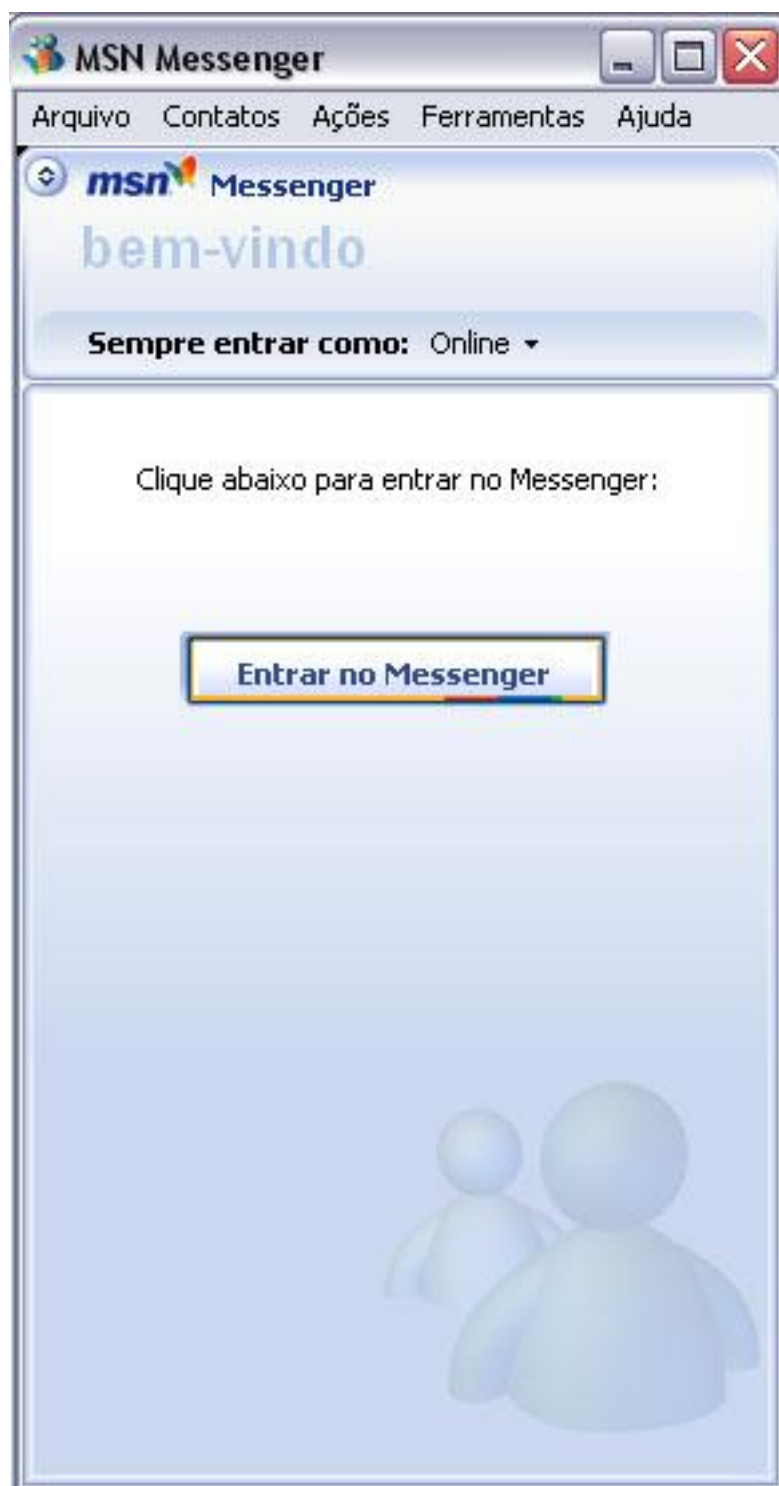 MSN Messenger
Arquivo Contatos Ações Ferramentas Ajuda
msn Messenger
bem-vindo
Sempre entrar como: Online
Clique abaixo para entrar no Messenger:
Entrar no Messenger